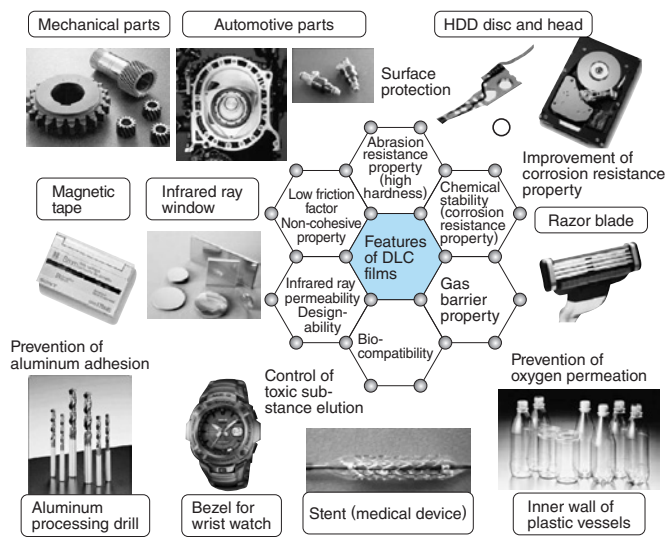 Mechanical parts
Automotive parts
HDD disc and head
Surface
protection
Improvement of
corrosion resistance
property
Magnetic
tape
Infrared ray
window
Razor blade
Abrasion
resistance
property
(high
hardness)
Low friction
factor
Non-cohesive
property
Chemical
stability
(corrosion
resistance
property)
Features
of DLC
films
Infrared ray
permeability
Design-
ability
Gas
barrier
property
Bio-
compatibility
Prevention of
aluminum adhesion
Control of
toxic sub-
stance elution
Prevention of
oxygen permeation
Aluminum
processing drill
Bezel for
wrist watch
Stent (medical device)
Inner wall of
plastic vessels